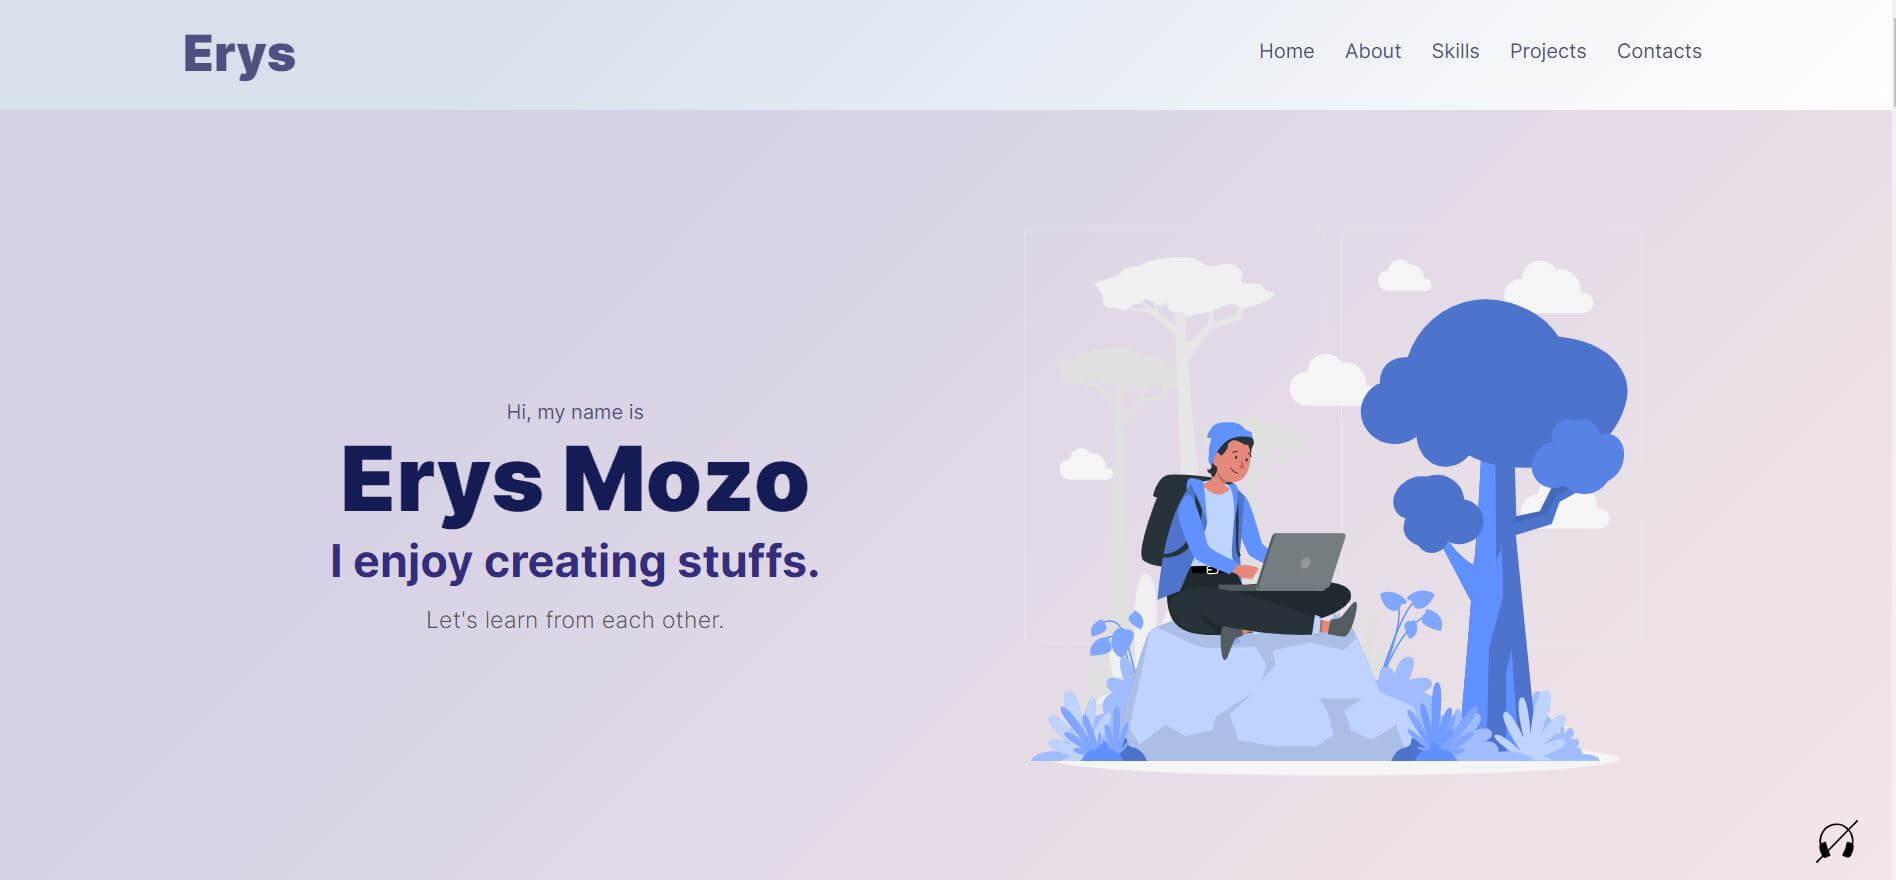 Erys
Home About Skills Projects Contacts
Hi, my name is
Erys Mozo
I enjoy creating stuffs.
Let's learn from each other.